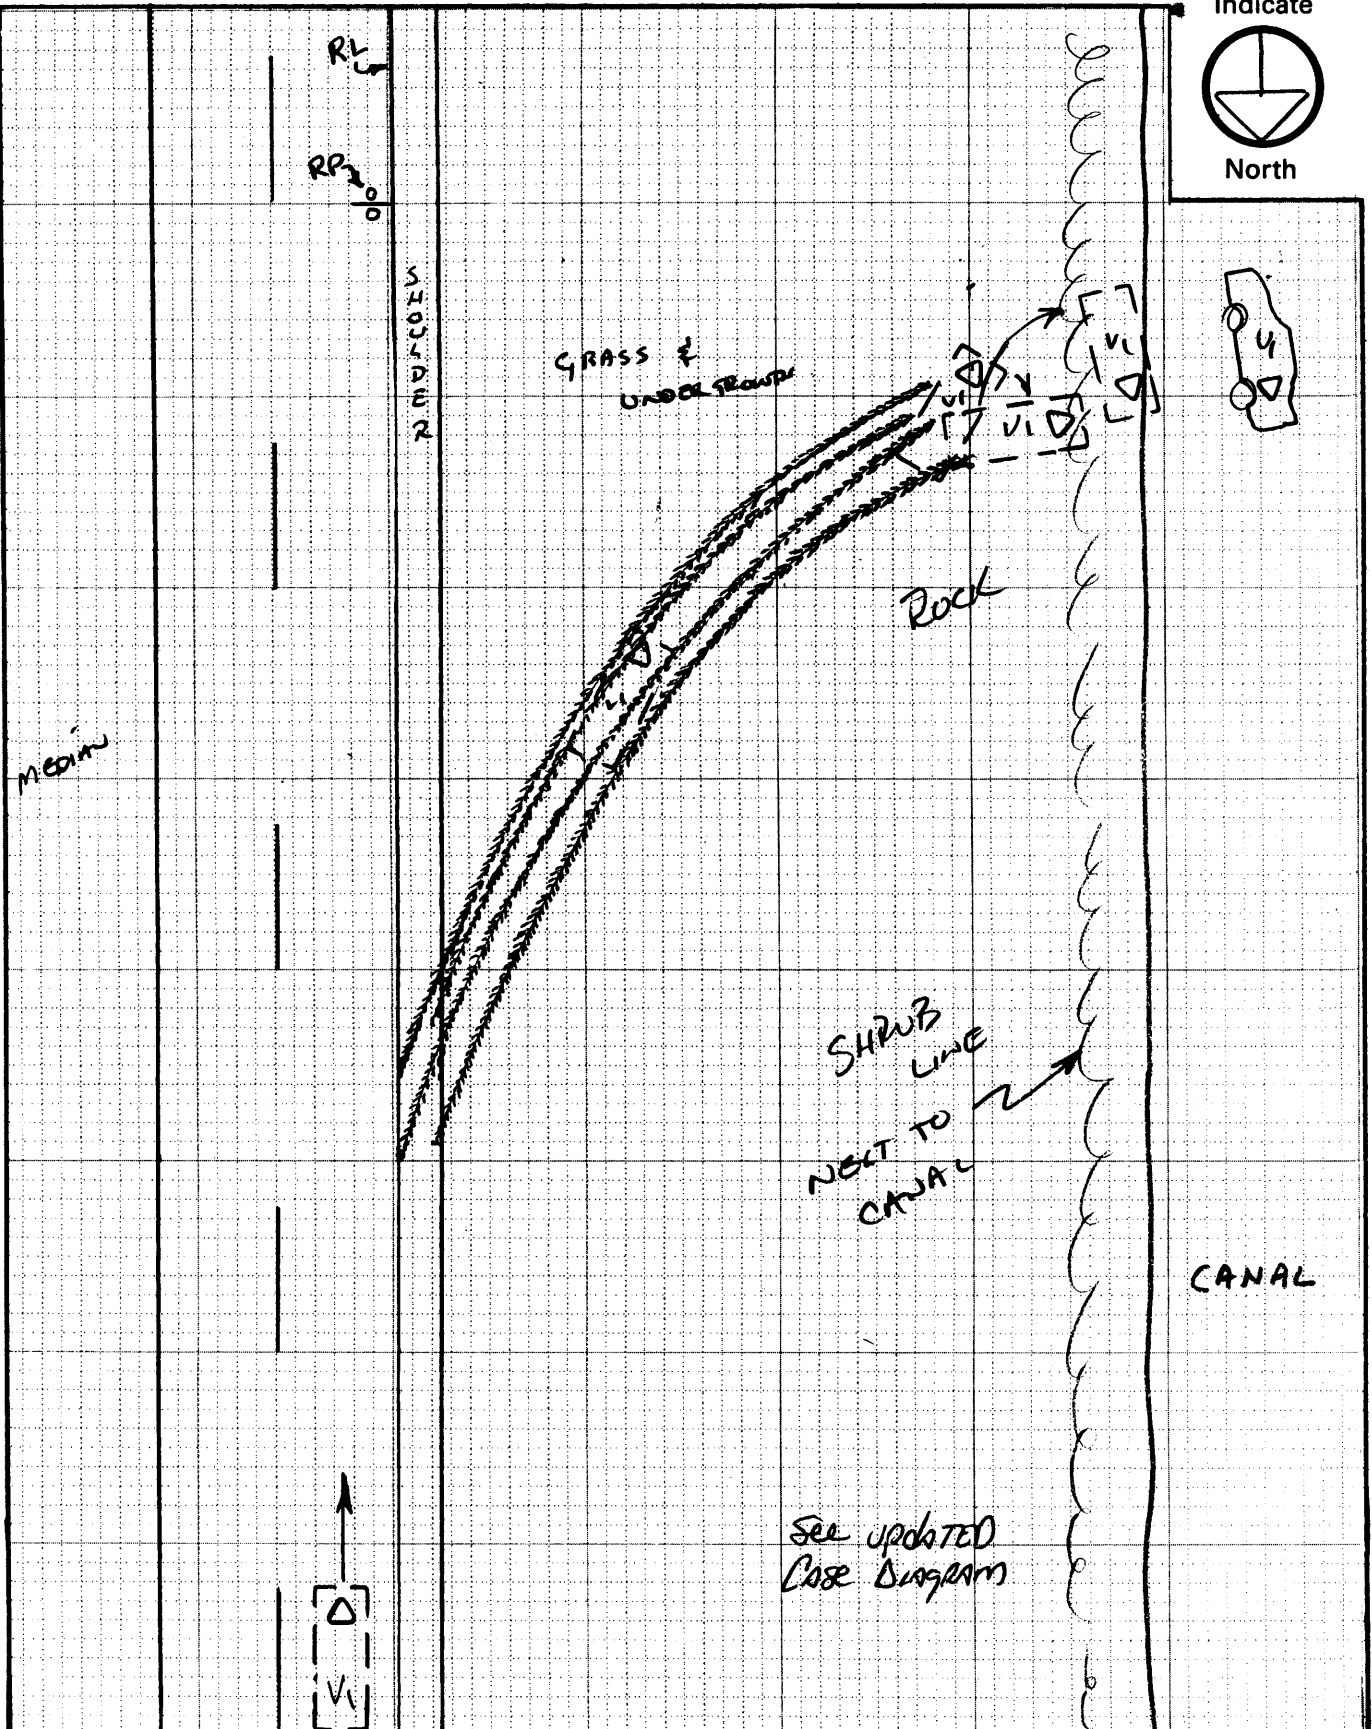 Indicate
North
RL
RP
SHOULDER
GRASS &
UNDERGROWTH
V1
V1
V1
V1
V1
ROCK
MEDIAN
SHRUB
LINE
NEXT TO
CANAL
CANAL
See UPDATED
CASE DIAGRAM
V1